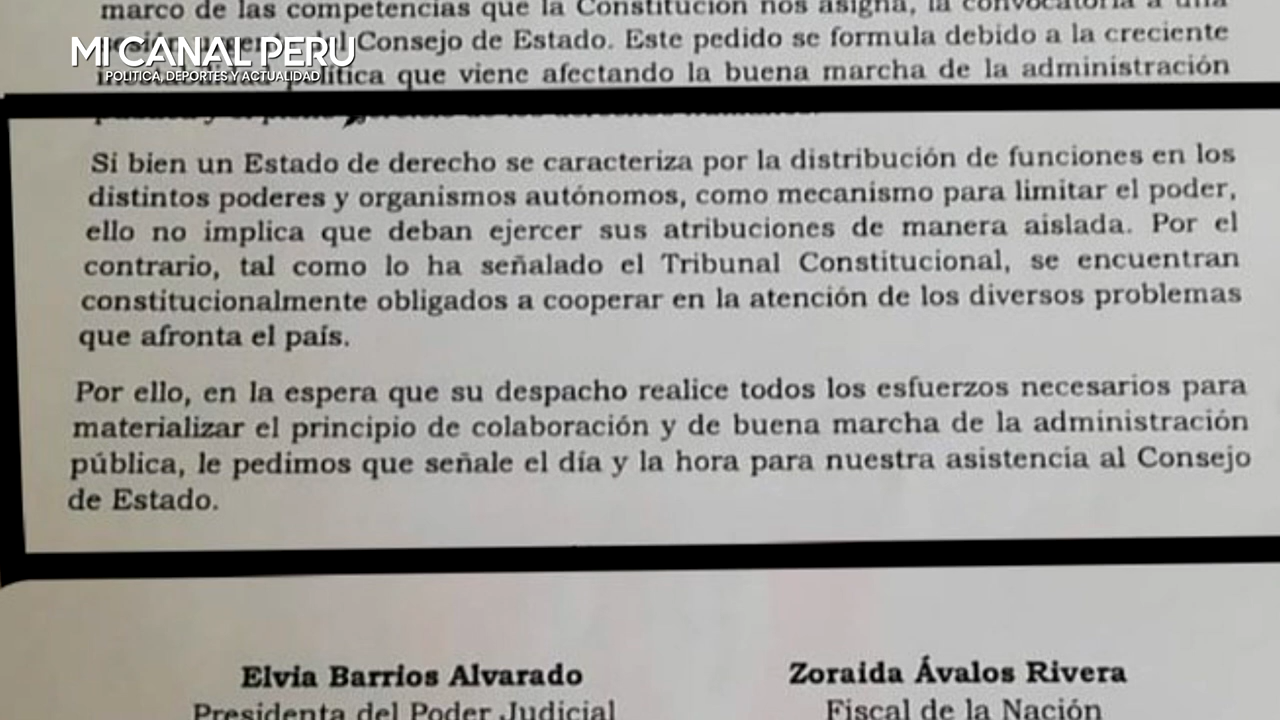 marco de las competencias que la Constitución nos asigna, la convocatoria a una
MI CANAL PERU
Consejo de Estado. Este pedido se formula debido a la creciente
POLITICA, DEPORTES Y ACTUALIDAD
política que viene afectando la buena marcha de la administración
Si bien un Estado de derecho se caracteriza por la distribución de funciones en los
distintos poderes y organismos autónomos, como mecanismo para limitar el poder,
ello no implica que deban ejercer sus atribuciones de manera aislada. Por el
contrario, tal como lo ha señalado el Tribunal Constitucional, se encuentran
constitucionalmente obligados a cooperar en la atención de los diversos problemas
que afronta el país.
Por ello, en la espera que su despacho realice todos los esfuerzos necesarios para
materializar el principio de colaboración y de buena marcha de la administración
pública, le pedimos que señale el día y la hora para nuestra asistencia al Consejo
de Estado.
Elvia Barrios Alvarado
Presidenta del Poder Judicial
Zoraida Ávalos Rivera
Fiscal de la Nación